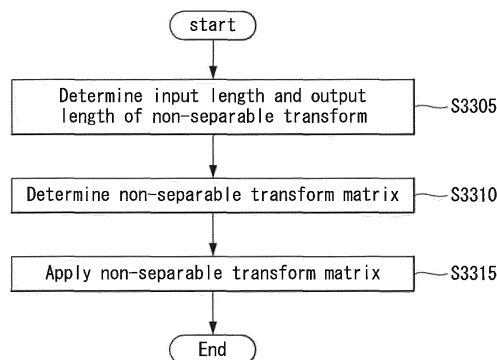 start
Determine input length and output
length of non-separable transform
S3305
Determine non-separable transform matrix
S3310
Apply non-separable transform matrix
S3315
End